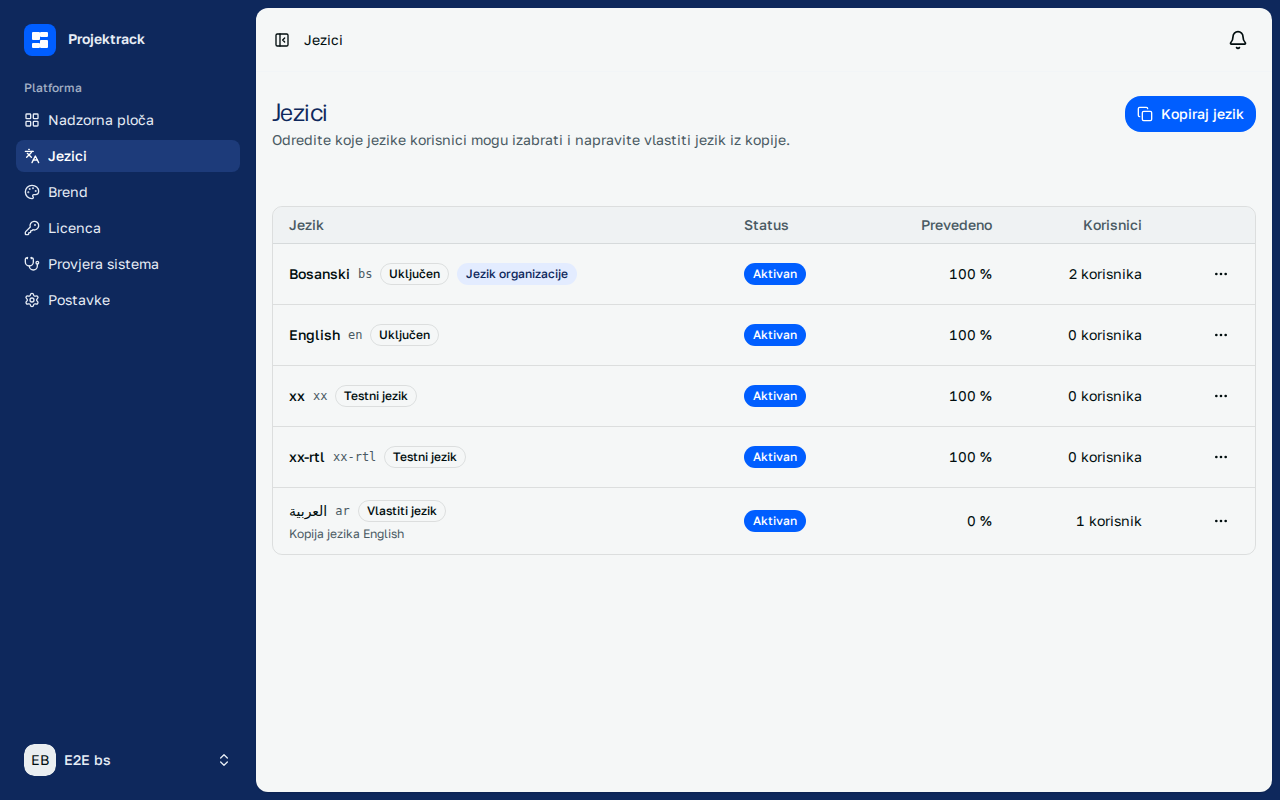 Projektrack
Platforma
Nadzorna ploča
Jezici
Brend
Licenca
Provjera sistema
Postavke
EB E2E bs
Jezici
Jezici
Kopiraj jezik
Odredite koje jezike korisnici mogu izabrati i napravite vlastiti jezik iz kopije.
Jezik Status Prevedeno Korisnici
Bosanski bs Uključen Jezik organizacije Aktivan 100 % 2 korisnika
English en Uključen Aktivan 100 % 0 korisnika
xx xx Testni jezik Aktivan 100 % 0 korisnika
xx-rtl xx-rtl Testni jezik Aktivan 100 % 0 korisnika
العربية ar Vlastiti jezik Aktivan 0 % 1 korisnik
Kopija jezika English